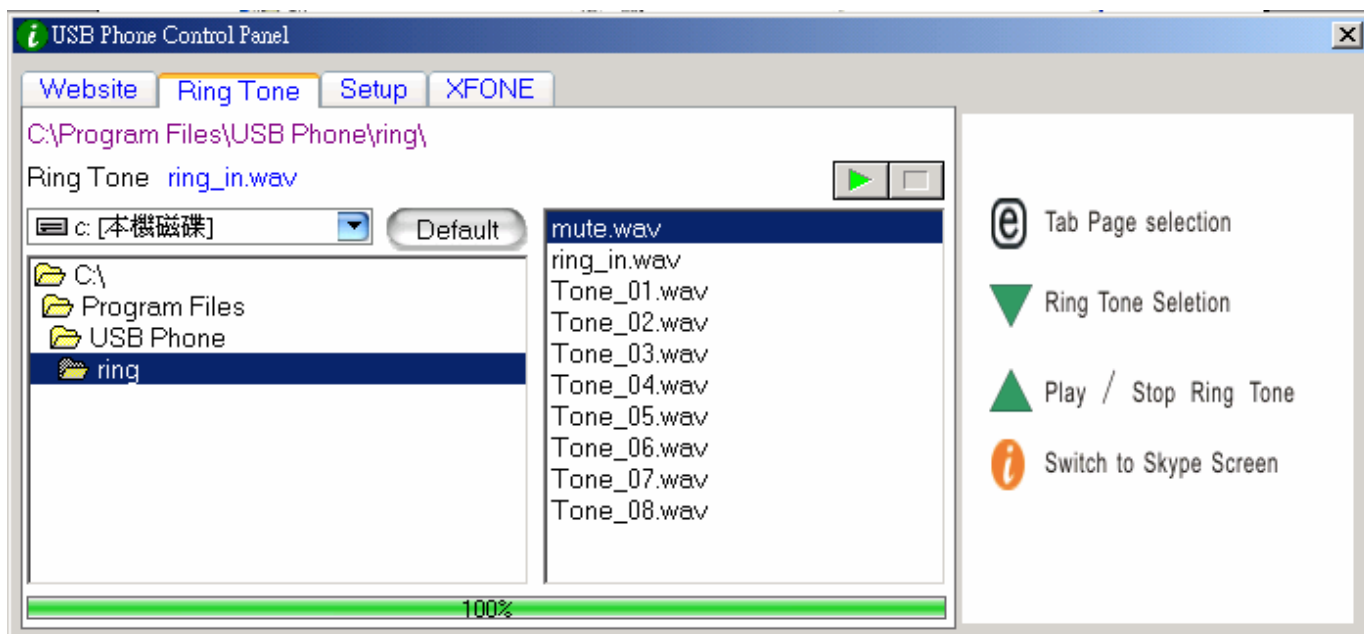 USB Phone Control Panel
Website Ring Tone Setup XFONE
C:\Program Files\USB Phone\ring\
Ring Tone ring_in.wav
c: [本機磁碟] Default
C:\
Program Files
USB Phone
ring
mute.wav
ring_in.wav
Tone_01.wav
Tone_02.wav
Tone_03.wav
Tone_04.wav
Tone_05.wav
Tone_06.wav
Tone_07.wav
Tone_08.wav
100%
e Tab Page selection
Ring Tone Seletion
Play / Stop Ring Tone
i Switch to Skype Screen